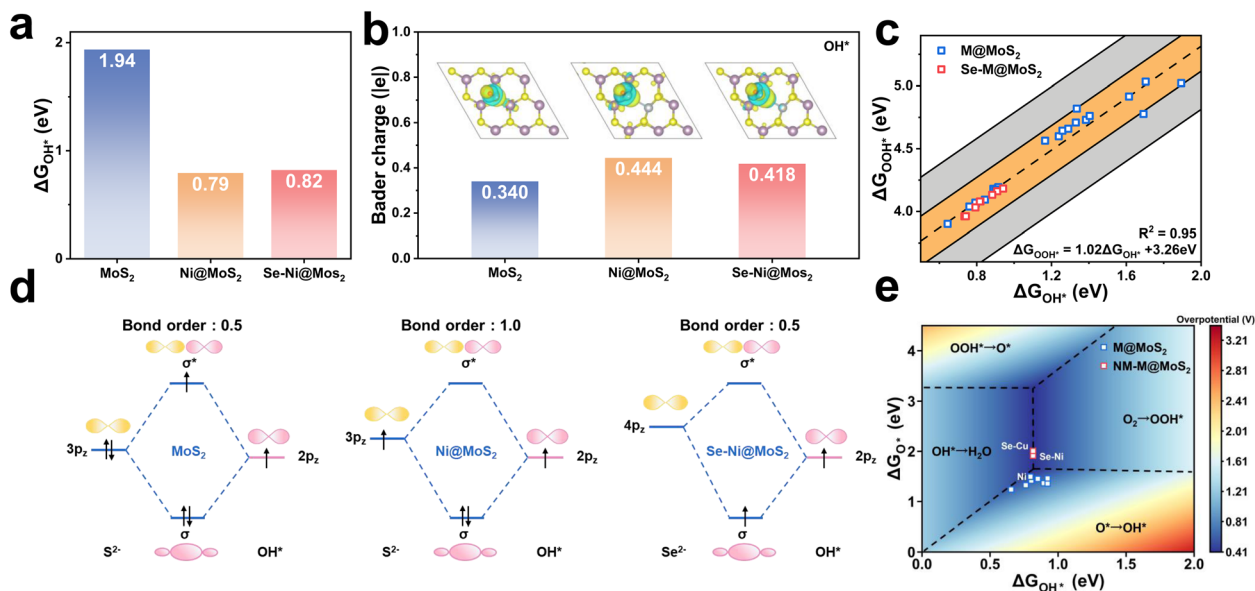 a
ΔG_OH* (eV)
2
1
0
1.94
0.79
0.82
MoS₂
Ni@MoS₂
Se-Ni@Mos₂
b
Bader charge (|e|)
1.0
0.8
0.6
0.4
0.2
0.0
OH*
0.340
0.444
0.418
MoS₂
Ni@MoS₂
Se-Ni@Mos₂
c
ΔG_OOH* (eV)
5.0
4.5
4.0
M@MoS₂
Se-M@MoS₂
R² = 0.95
ΔG_OOH* = 1.02ΔG_OH* +3.26eV
0.8
1.2
1.6
2.0
ΔG_OH* (eV)
d
Bond order : 0.5
σ*
3p_z
MoS₂
2p_z
σ
S²⁻
OH*
Bond order : 1.0
σ*
3p_z
Ni@MoS₂
2p_z
σ
S²⁻
OH*
Bond order : 0.5
σ*
4p_z
Se-Ni@MoS₂
2p_z
σ
Se²⁻
OH*
e
ΔG_O* (eV)
4
3
2
1
0
OOH*→O*
M@MoS₂
NM-M@MoS₂
O₂→OOH*
OH*→H₂O
Se-Cu
Se-Ni
Ni
O*→OH*
0.0
0.5
1.0
1.5
2.0
ΔG_OH* (eV)
Overpotential (V)
3.21
2.81
2.41
2.01
1.61
1.21
0.81
0.41